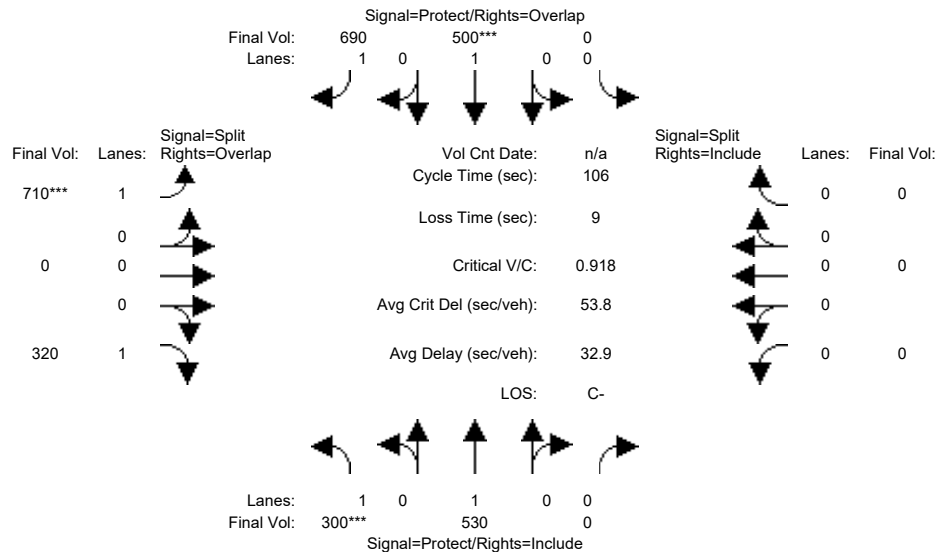 Signal=Protect/Rights=Overlap
Final Vol: 690 500*** 0
Lanes: 1 0 1 0 0
Signal=Split
Final Vol: Lanes: Rights=Overlap
Vol Cnt Date: n/a
Signal=Split
Rights=Include Lanes: Final Vol:
Cycle Time (sec): 106
710*** 1
0 0
Loss Time (sec): 9
0
0
0 0
Critical V/C: 0.918
0 0
0
Avg Crit Del (sec/veh): 53.8
0
320 1
Avg Delay (sec/veh): 32.9
0 0
LOS: C-
Lanes: 1 0 1 0 0
Final Vol: 300*** 530 0
Signal=Protect/Rights=Include